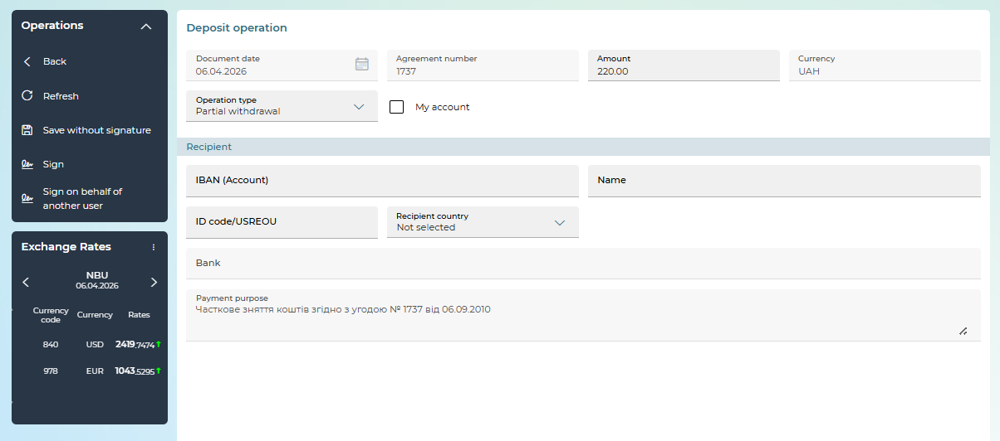 Operations
Back
Refresh
Save without signature
Sign
Sign on behalf of
another user
Exchange Rates
NBU
06.04.2026
Currency code Currency Rates
840 USD 2419.7474
978 EUR 1043.5295
Deposit operation
Document date
06.04.2026
Agreement number
1737
Amount
220.00
Currency
UAH
Operation type
Partial withdrawal
My account
Recipient
IBAN (Account)
Name
ID code/USREOU
Recipient country
Not selected
Bank
Payment purpose
Часткове зняття коштів згідно з угодою № 1737 від 06.09.2010